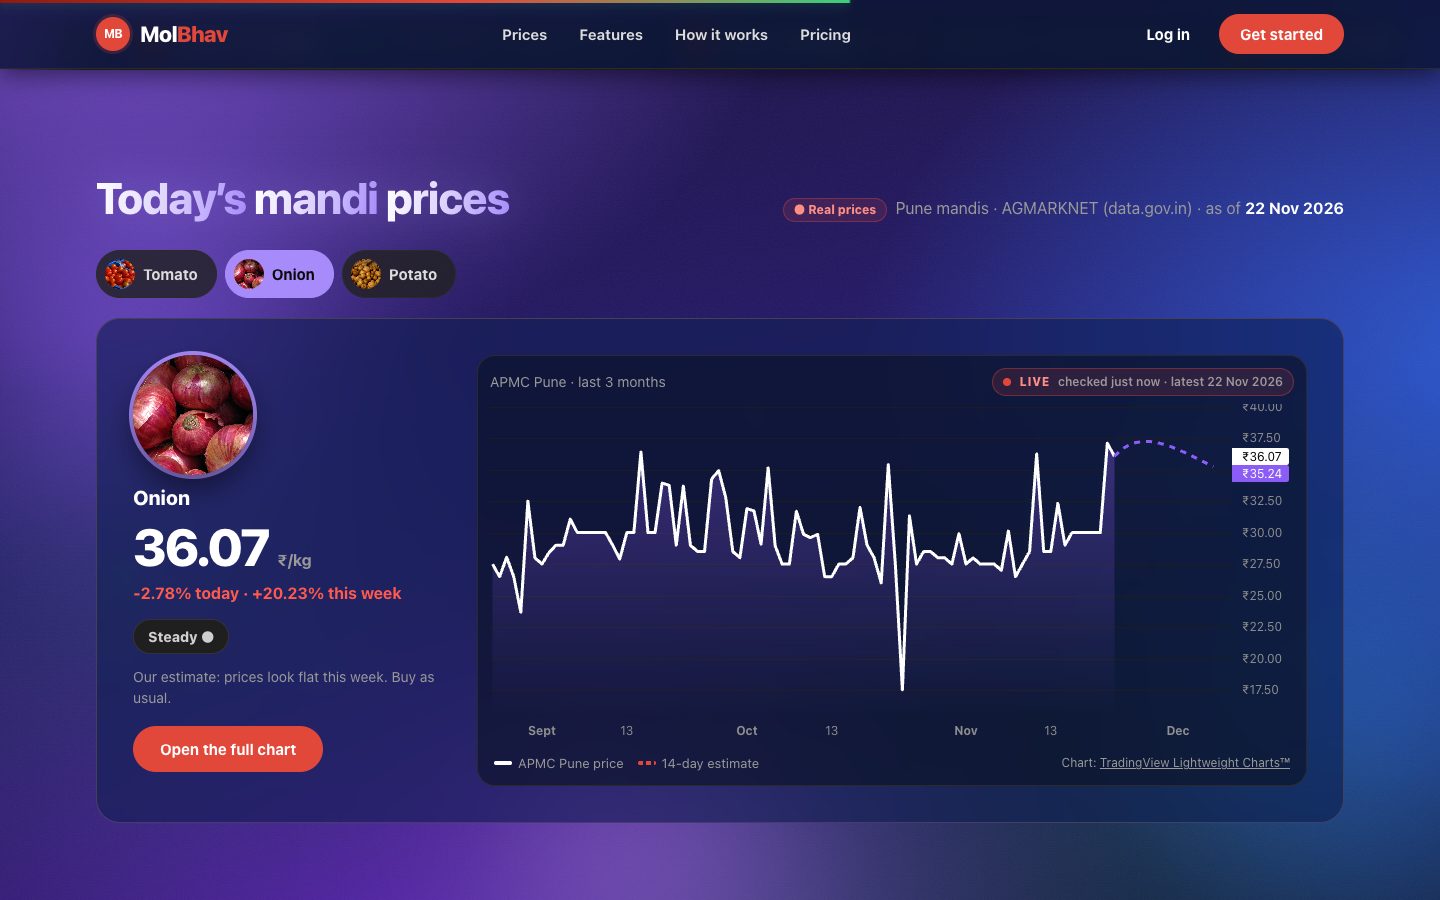 MB MolBhav Prices Features How it works Pricing Log in Get started
Today's mandi prices
Real prices Pune mandis · AGMARKNET (data.gov.in) · as of 22 Nov 2026
Tomato Onion Potato
APMC Pune · last 3 months
LIVE checked just now · latest 22 Nov 2026
Onion
36.07 ₹/kg
-2.78% today · +20.23% this week
Steady
Our estimate: prices look flat this week. Buy as
usual.
Open the full chart
₹40.00
₹37.50
₹36.07
₹35.24
₹32.50
₹30.00
₹27.50
₹25.00
₹22.50
₹20.00
₹17.50
Sept 13 Oct 13 Nov 13 Dec
APMC Pune price 14-day estimate
Chart: TradingView Lightweight Charts™